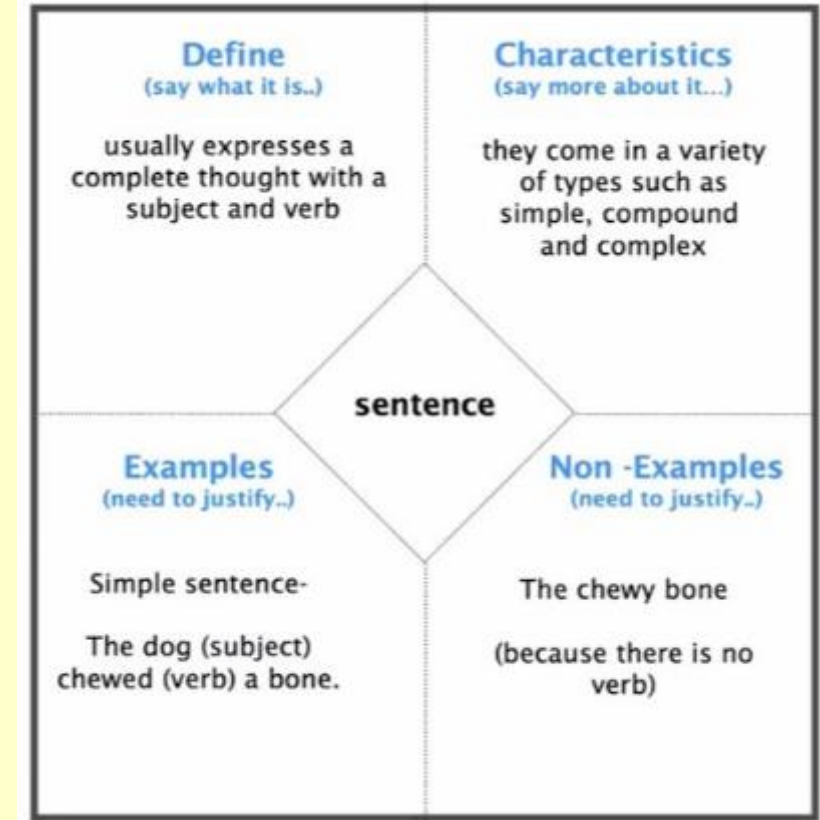 Define
(say what it is..)
usually expresses a
complete thought with a
subject and verb
Characteristics
(say more about it...)
they come in a variety
of types such as
simple, compound
and complex
sentence
Examples
(need to justify..)
Simple sentence-
The dog (subject)
chewed (verb) a bone.
Non -Examples
(need to justify..)
The chewy bone
(because there is no
verb)